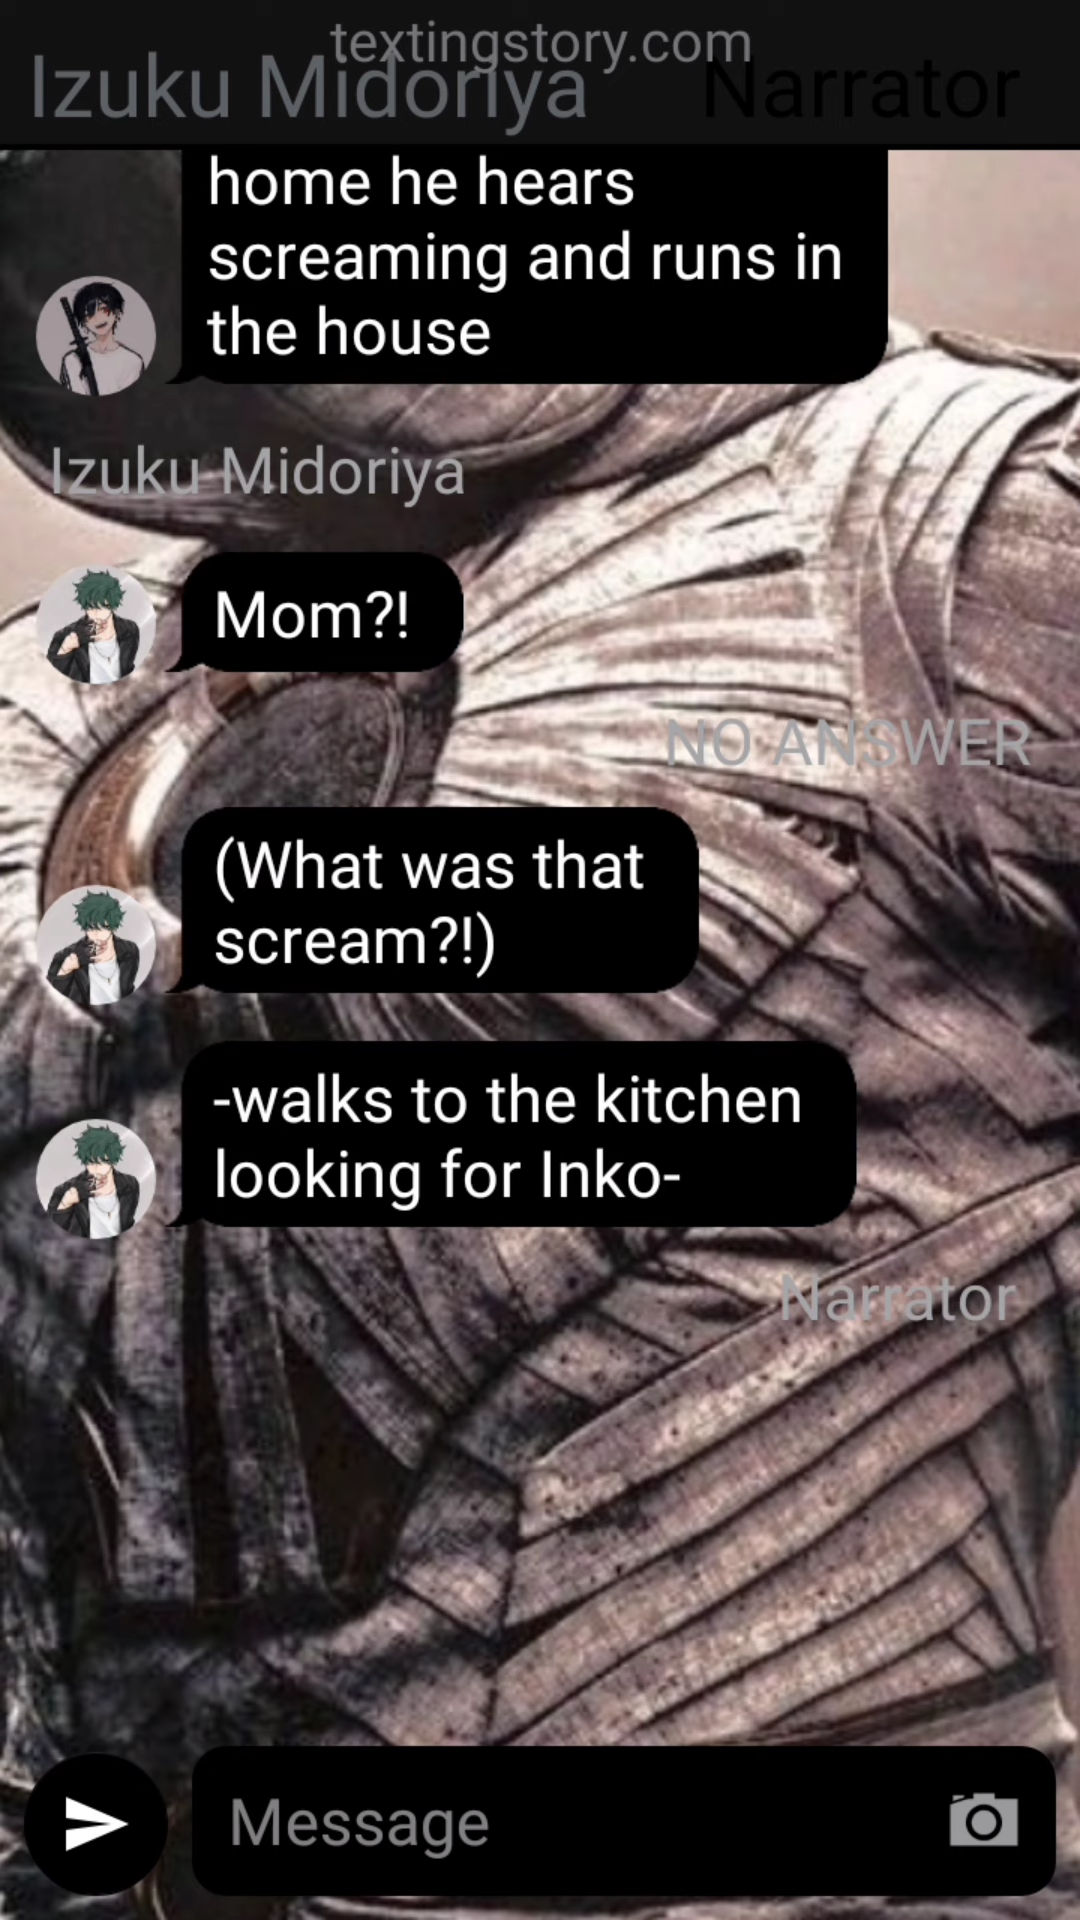 textingstory.com
Izuku Midoriya Narrator
home he hears
screaming and runs in
the house
Izuku Midoriya
Mom?!
NO ANSWER
(What was that
scream?!)
-walks to the kitchen
looking for Inko-
Narrator
Message